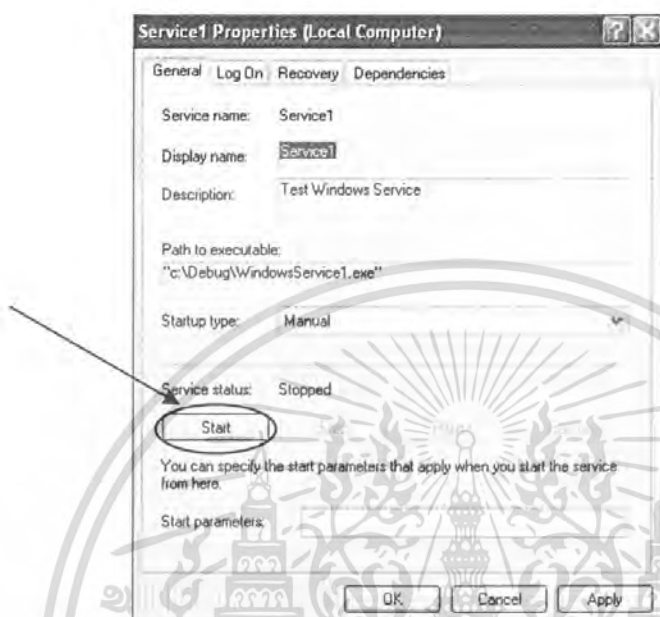 Service1 Properties (Local Computer)
General Log On Recovery Dependencies
Service name: Service1
Display name: Service1
Description: Test Windows Service
Path to executable:
"c:\Debug\WindowsService1.exe"
Startup type: Manual
Service status: Stopped
Start
You can specify the start parameters that apply when you start the service
from here.
Start parameters:
OK Cancel Apply